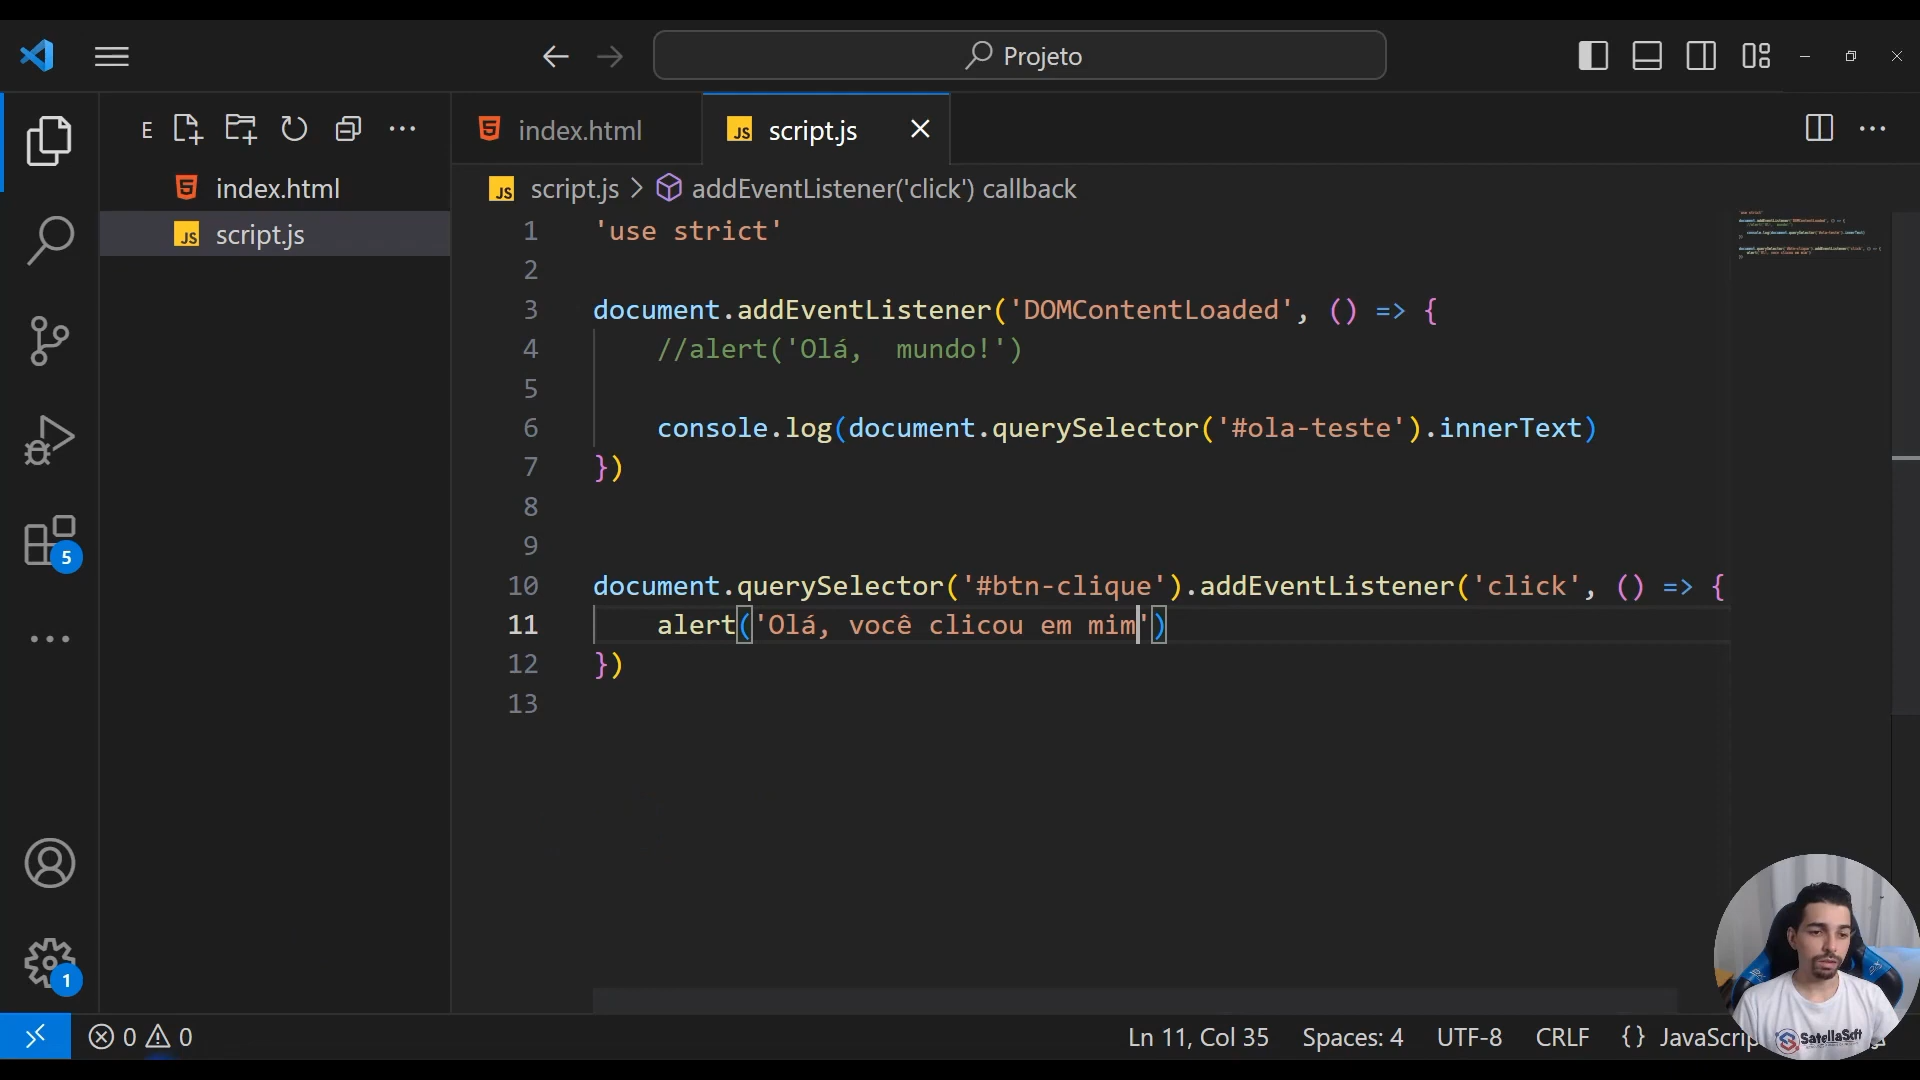 Projeto
E
index.html
script.js
index.html
script.js
script.js > addEventListener('click') callback
1 'use strict'
2
3 document.addEventListener('DOMContentLoaded', () => {
4 //alert('Olá,  mundo!')
5
6 console.log(document.querySelector('#ola-teste').innerText)
7 })
8
9
10 document.querySelector('#btn-clique').addEventListener('click', () => {
11 alert('Olá, você clicou em mim')
12 })
13
5
1
0 0
Ln 11, Col 35
Spaces: 4
UTF-8
CRLF
{} JavaScrip
SatellaSoft